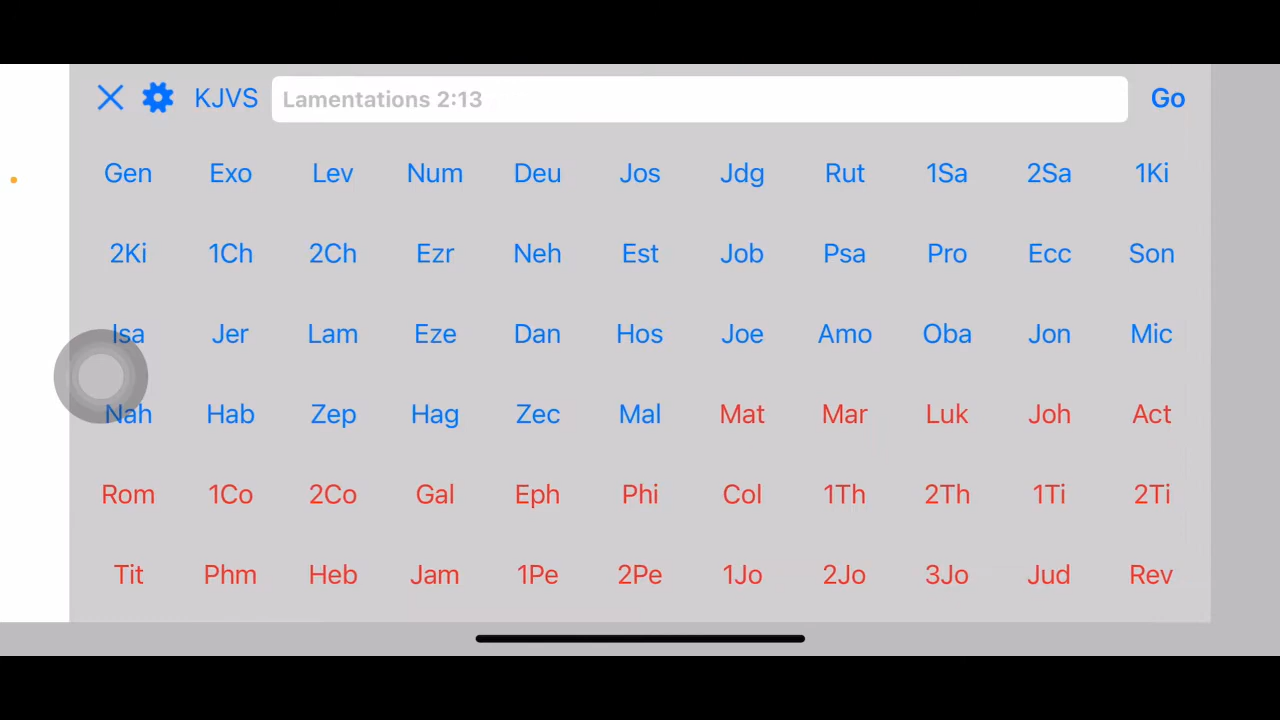 KJVS Lamentations 2:13 Go
Gen Exo Lev Num Deu Jos Jdg Rut 1Sa 2Sa 1Ki
2Ki 1Ch 2Ch Ezr Neh Est Job Psa Pro Ecc Son
Isa Jer Lam Eze Dan Hos Joe Amo Oba Jon Mic
Nah Hab Zep Hag Zec Mal Mat Mar Luk Joh Act
Rom 1Co 2Co Gal Eph Phi Col 1Th 2Th 1Ti 2Ti
Tit Phm Heb Jam 1Pe 2Pe 1Jo 2Jo 3Jo Jud Rev